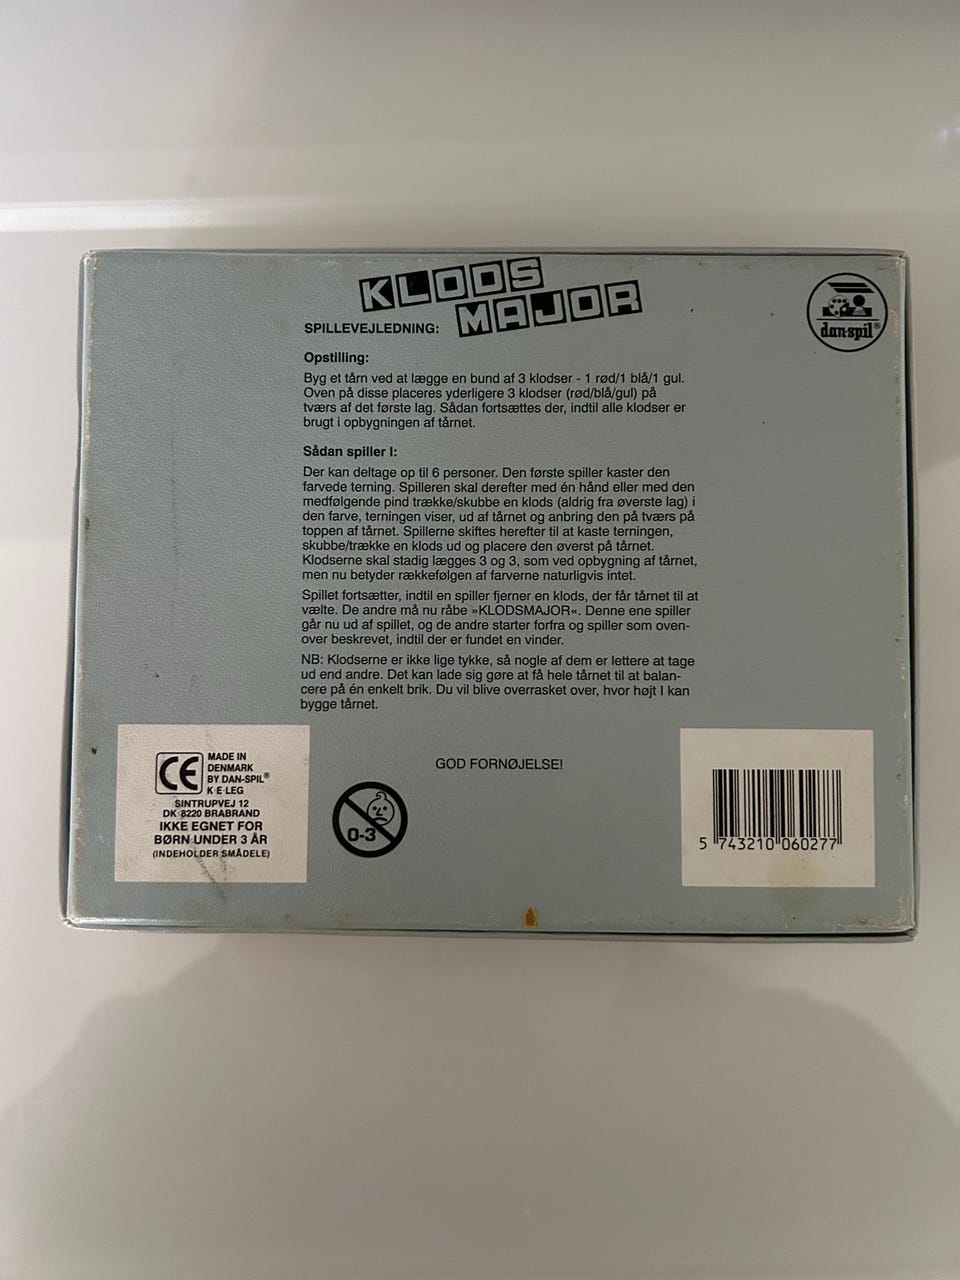 KLODS
MAJOR
dan-spil®
SPILLEVEJLEDNING:
Opstilling:
Byg et tårn ved at lægge en bund af 3 klodser - 1 rød/1 blå/1 gul.
Oven på disse placeres yderligere 3 klodser (rød/blå/gul) på
tværs af det første lag. Sådan fortsættes der, indtil alle klodser er
brugt i opbygningen af tårnet.
Sådan spiller I:
Der kan deltage op til 6 personer. Den første spiller kaster den
farvede terning. Spilleren skal derefter med én hånd eller med den
medfølgende pind trække/skubbe en klods (aldrig fra øverste lag) i
den farve, terningen viser, ud af tårnet og anbring den på tværs på
toppen af tårnet. Spillerne skiftes herefter til at kaste terningen,
skubbe/trække en klods ud og placere den øverst på tårnet.
Klodserne skal stadig lægges 3 og 3, som ved opbygning af tårnet,
men nu betyder rækkefølgen af farverne naturligvis intet.
Spillet fortsætter, indtil en spiller fjerner en klods, der får tårnet til at
vælte. De andre må nu råbe »KLODSMAJOR«. Denne ene spiller
går nu ud af spillet, og de andre starter forfra og spiller som oven-
over beskrevet, indtil der er fundet en vinder.
NB: Klodserne er ikke lige tykke, så nogle af dem er lettere at tage
ud end andre. Det kan lade sig gøre at få hele tårnet til at balan-
cere på én enkelt brik. Du vil blive overrasket over, hvor højt I kan
bygge tårnet.
GOD FORNØJELSE!
CE
MADE IN
DENMARK
BY DAN-SPIL®
K·E·LEG
SINTRUPVEJ 12
DK 8220 BRABRAND
IKKE EGNET FOR
BØRN UNDER 3 ÅR
(INDEHOLDER SMÅDELE)
0-3
5 743210 060277